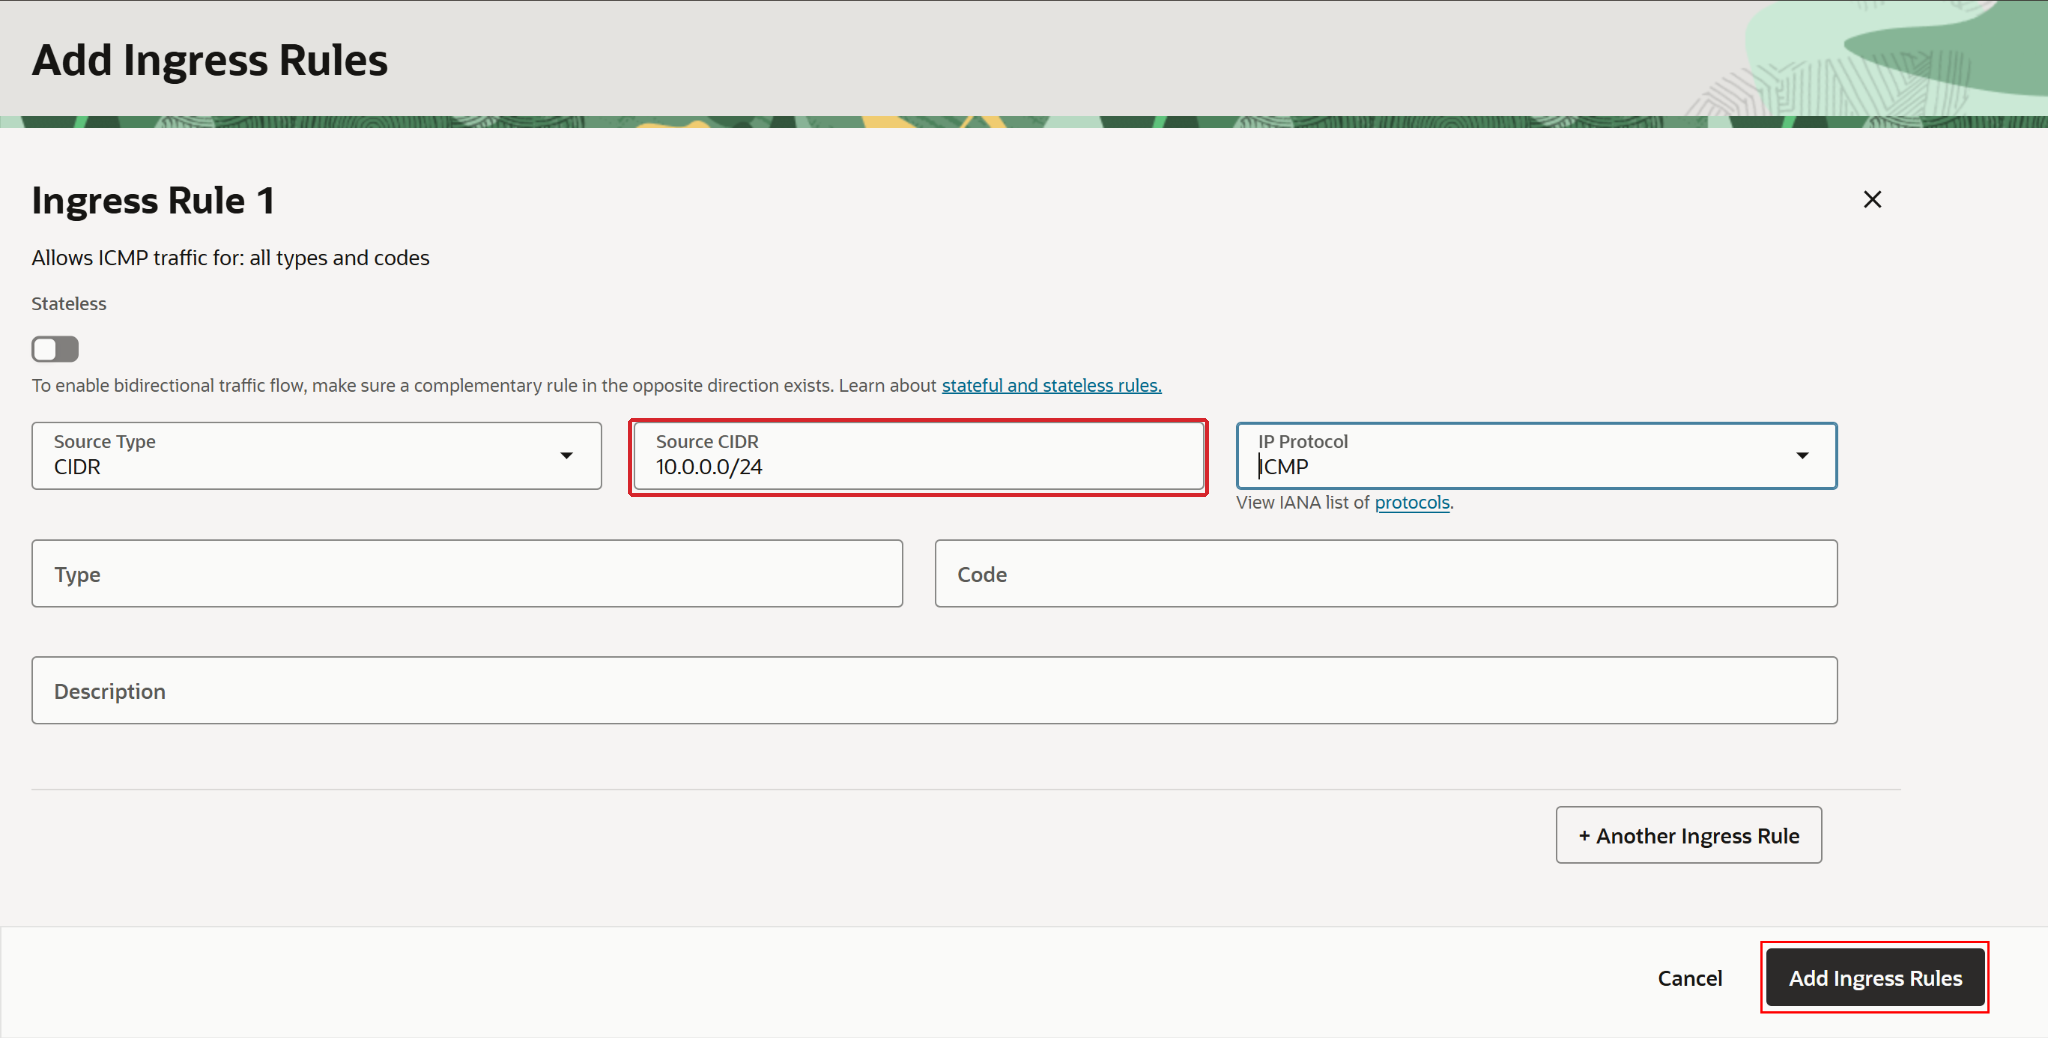 Add Ingress Rules
Ingress Rule 1
Allows ICMP traffic for: all types and codes
Stateless
To enable bidirectional traffic flow, make sure a complementary rule in the opposite direction exists. Learn about stateful and stateless rules.
Source Type
CIDR
Source CIDR
10.0.0.0/24
IP Protocol
ICMP
View IANA list of protocols.
Type
Code
Description
+ Another Ingress Rule
Cancel
Add Ingress Rules